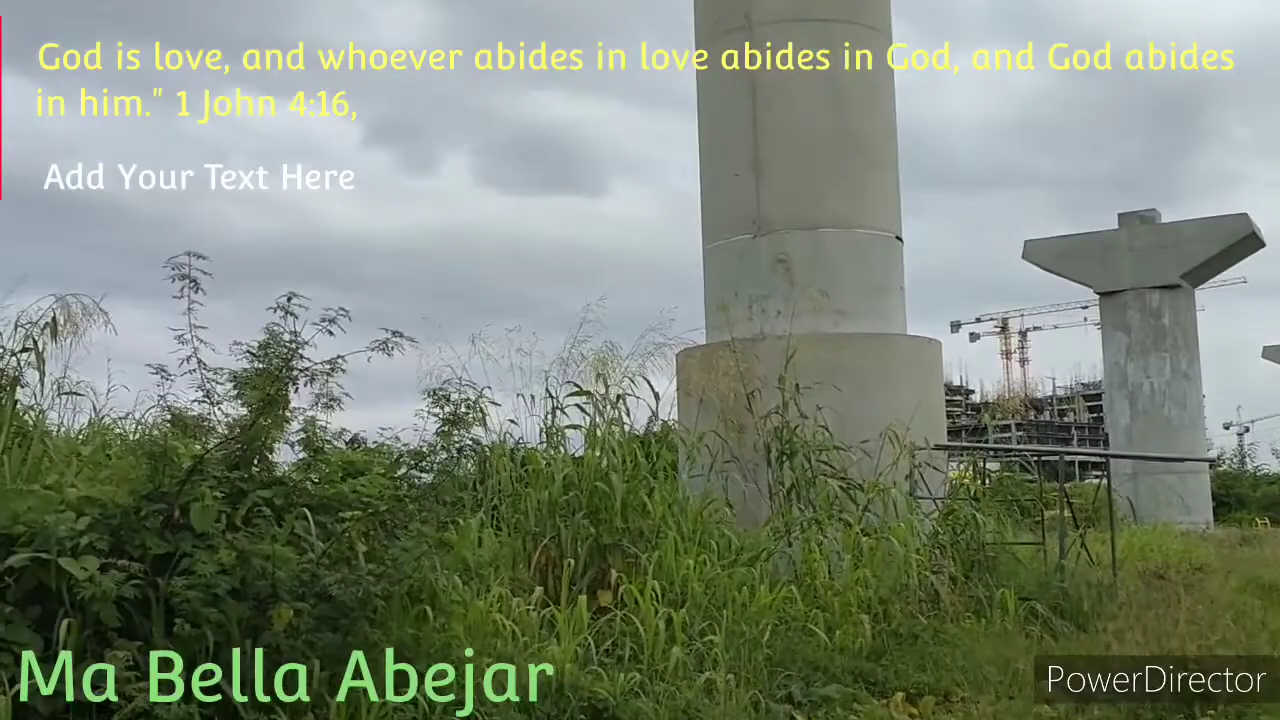 God is love, and whoever abides in love abides in God, and God abides
in him." 1 John 4:16,
Add Your Text Here
Ma Bella Abejar
PowerDirector